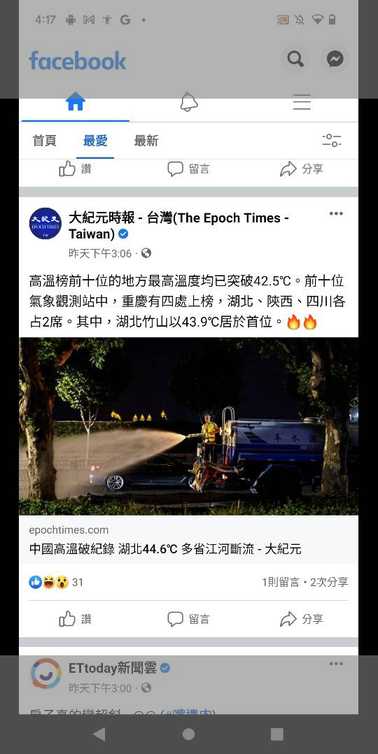 4:17
facebook
首頁 最愛 最新
讚 留言 分享
大紀元時報 - 台灣(The Epoch Times -
Taiwan)
昨天下午3:06
高溫榜前十位的地方最高溫度均已突破42.5℃。前十位
氣象觀測站中，重慶有四處上榜，湖北、陝西、四川各
占2席。其中，湖北竹山以43.9℃居於首位。🔥🔥
epochtimes.com
中國高溫破紀錄 湖北44.6℃ 多省江河斷流 - 大紀元
31
1則留言・2次分享
讚 留言 分享
ETtoday新聞雲
昨天下午3:00